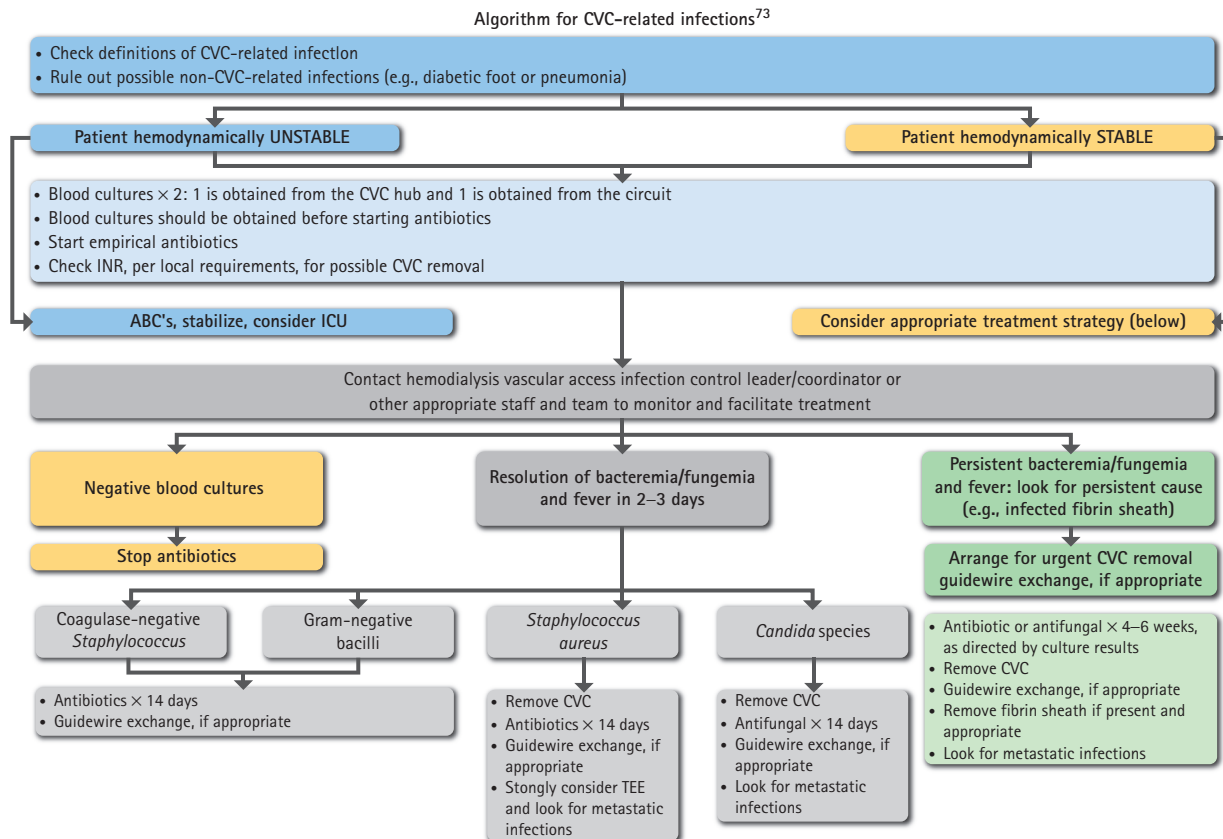 Algorithm for CVC-related infections73
• Check definitions of CVC-related infectlon
• Rule out possible non-CVC-related infections (e.g., diabetic foot or pneumonia)
Patient hemodynamically UNSTABLE
Patient hemodynamically STABLE
• Blood cultures × 2: 1 is obtained from the CVC hub and 1 is obtained from the circuit
• Blood cultures should be obtained before starting antibiotics
• Start empirical antibiotics
• Check INR, per local requirements, for possible CVC removal
ABC's, stabilize, consider ICU
Consider appropriate treatment strategy (below)
Contact hemodialysis vascular access infection control leader/coordinator or
other appropriate staff and team to monitor and facilitate treatment
Negative blood cultures
Stop antibiotics
Resolution of bacteremia/fungemia
and fever in 2–3 days
Persistent bacteremia/fungemia
and fever: look for persistent cause
(e.g., infected fibrin sheath)
Arrange for urgent CVC removal
guidewire exchange, if appropriate
Coagulase-negative
Staphylococcus
Gram-negative
bacilli
• Antibiotics × 14 days
• Guidewire exchange, if appropriate
Staphylococcus
aureus
• Remove CVC
• Antibiotics × 14 days
• Guidewire exchange, if
appropriate
• Strongly consider TEE
and look for metastatic
infections
Candida species
• Remove CVC
• Antifungal × 14 days
• Guidewire exchange, if
appropriate
• Look for metastatic
infections
• Antibiotic or antifungal × 4–6 weeks,
as directed by culture results
• Remove CVC
• Guidewire exchange, if appropriate
• Remove fibrin sheath if present and
appropriate
• Look for metastatic infections